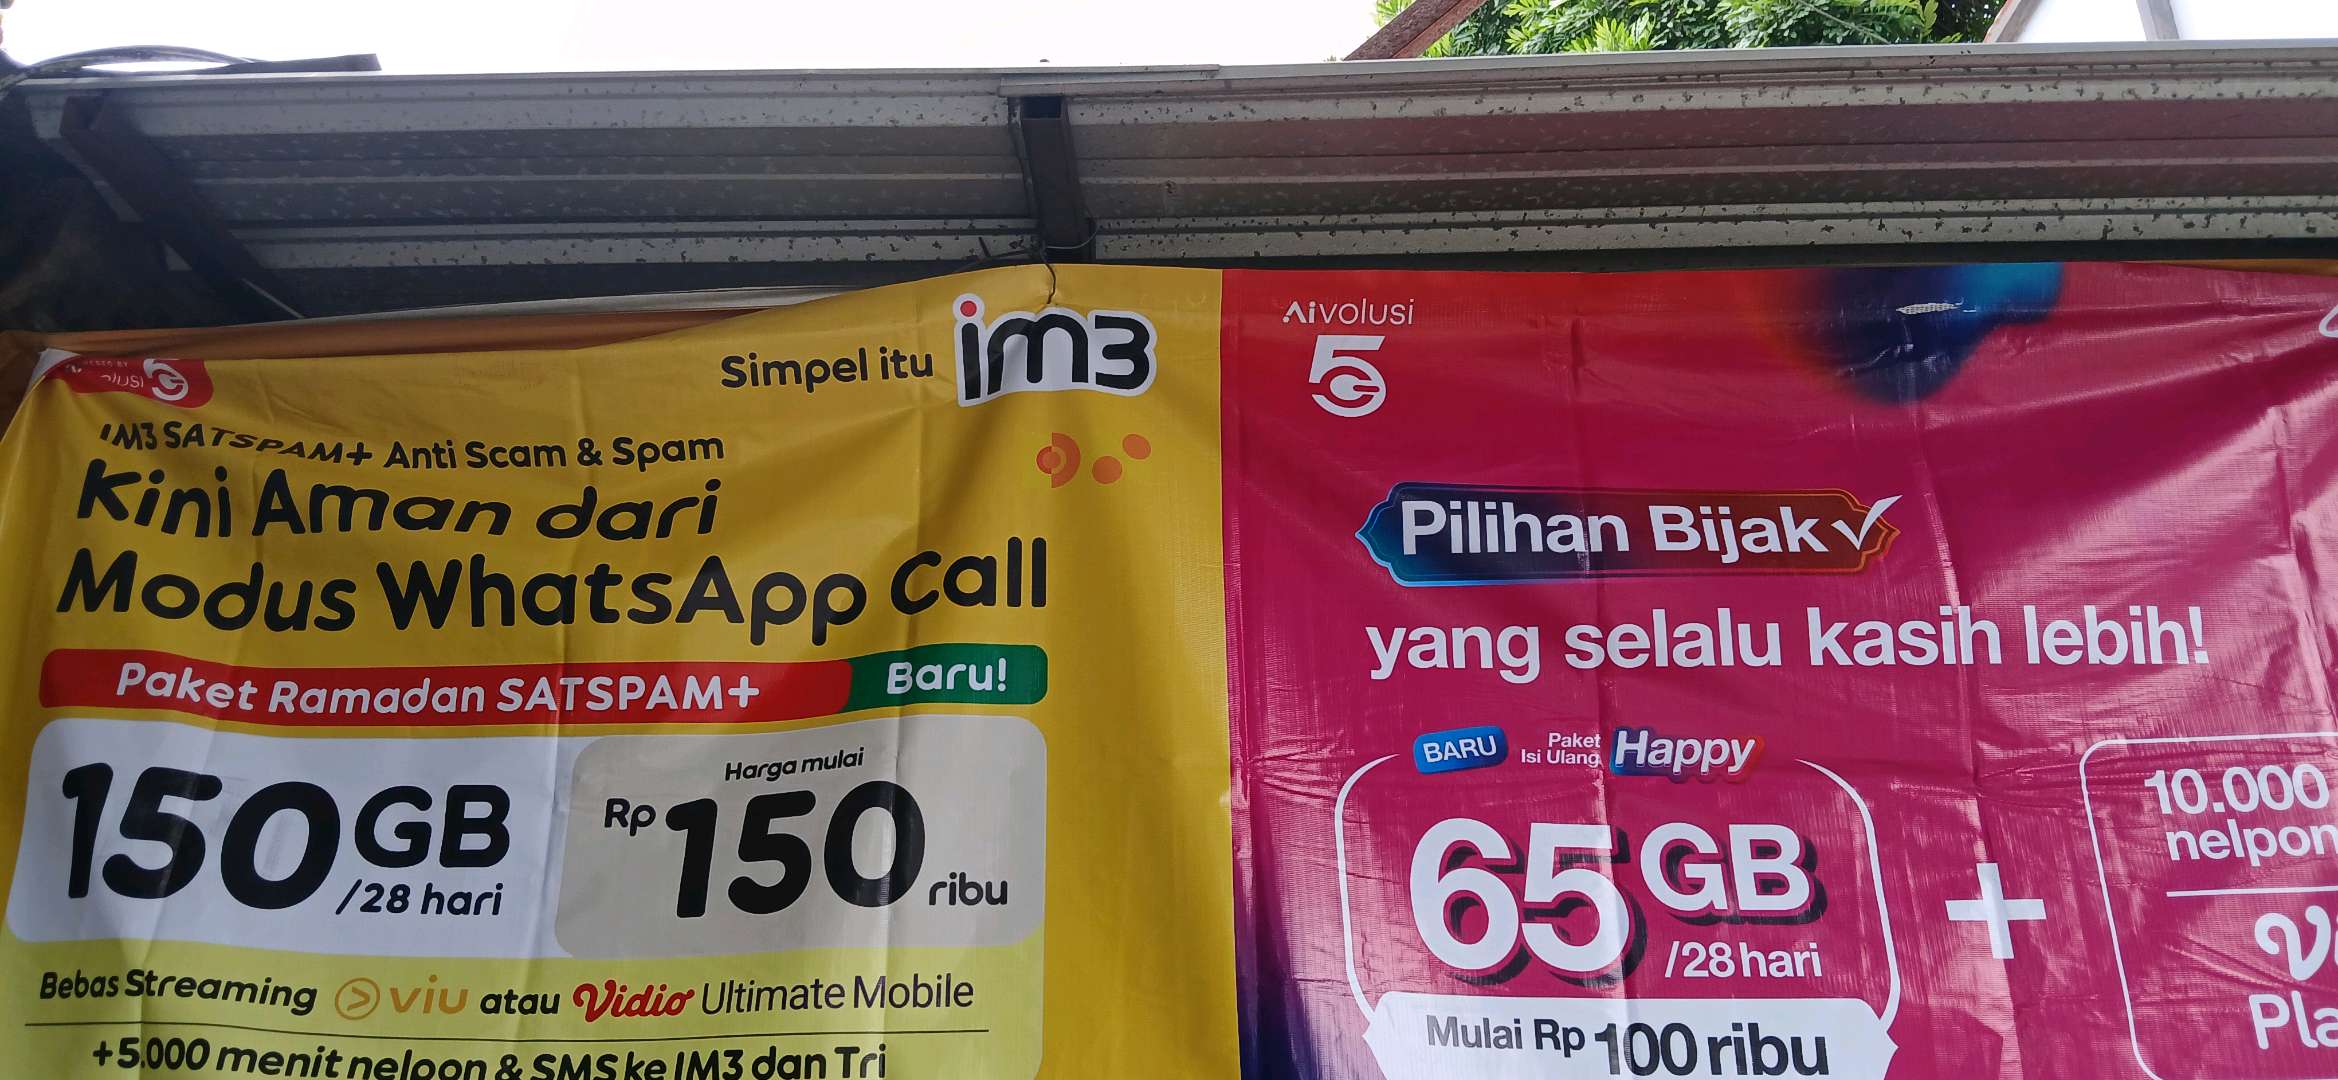 5G
Simpel itu im3
IM3 SATSPAM+ Anti Scam & Spam
Kini Aman dari
Modus WhatsApp Call
Paket Ramadan SATSPAM+ Baru!
150GB
/28 hari
Harga mulai
Rp 150 ribu
Bebas Streaming viu atau Vidio Ultimate Mobile
+5.000 menit nelpon & SMS ke IM3 dan Tri
Aivolusi
5G
Pilihan Bijak
yang selalu kasih lebih!
BARU Paket Isi Ulang Happy
65GB
/28 hari
Mulai Rp 100 ribu
+
10.000
nelpon